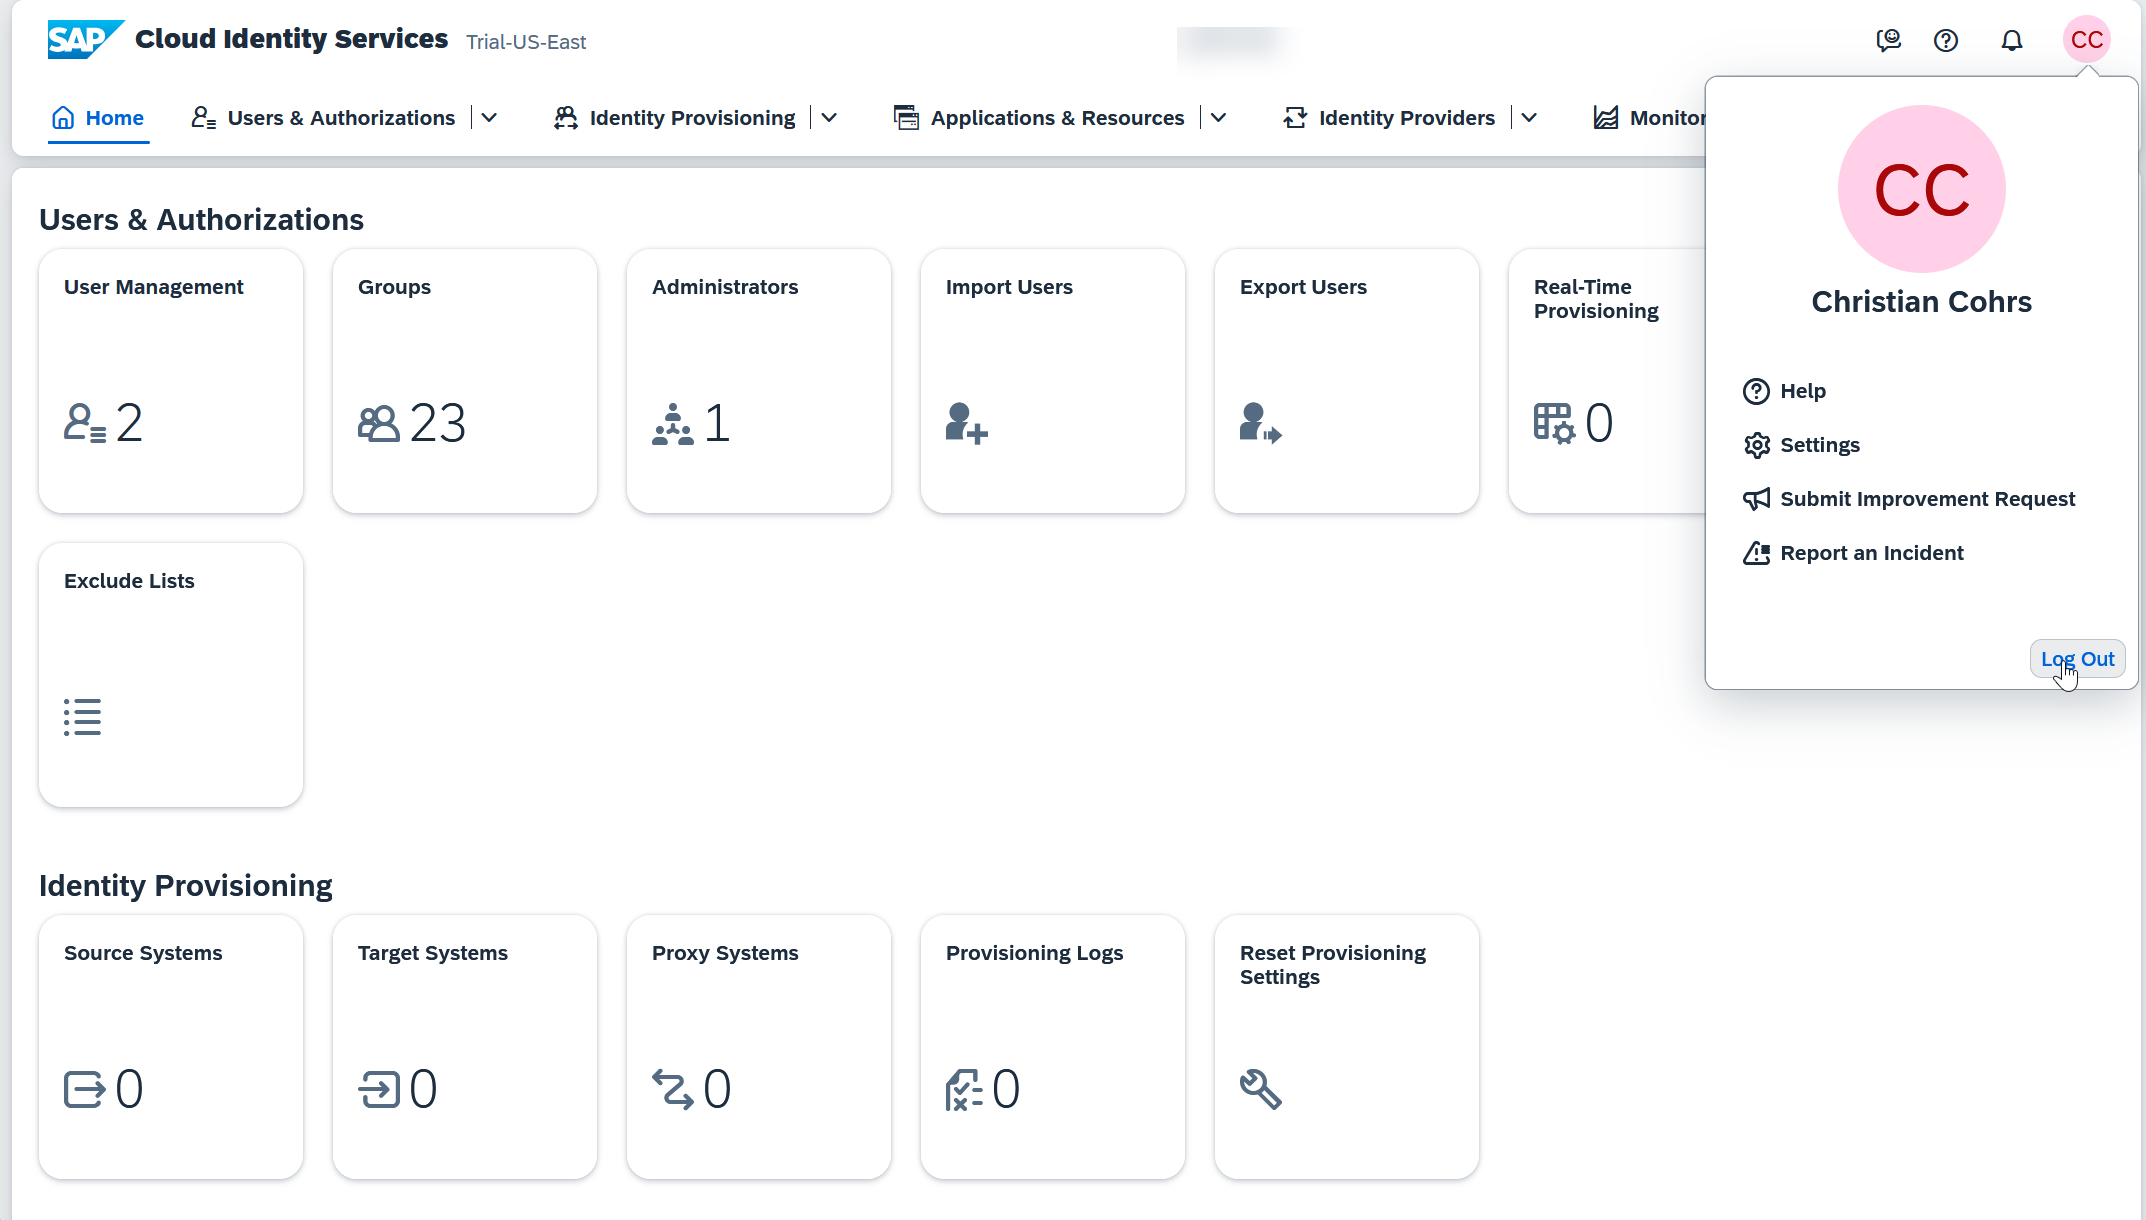 SAP Cloud Identity Services Trial-US-East
CC
Home
Users & Authorizations
Identity Provisioning
Applications & Resources
Identity Providers
Users & Authorizations
User Management
2
Groups
23
Administrators
1
Import Users
Export Users
Real-Time
Provisioning
0
Exclude Lists
CC
Christian Cohrs
Help
Settings
Submit Improvement Request
Report an Incident
Log Out
Identity Provisioning
Source Systems
0
Target Systems
0
Proxy Systems
0
Provisioning Logs
0
Reset Provisioning
Settings